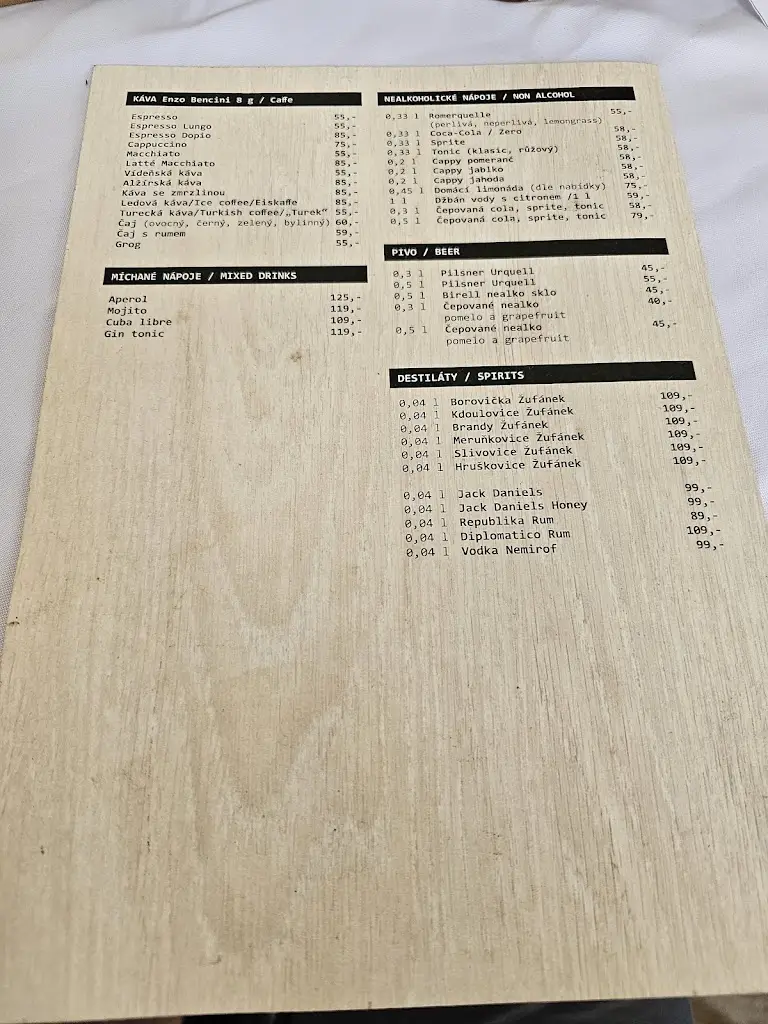 KÁVA Enzo Bencini 8 g / Caffe
Espresso 55,-
Espresso Lungo 55,-
Espresso Dopio 85,-
Cappuccino 75,-
Macchiato 55,-
Latté Macchiato 85,-
Vídeňská káva 55,-
Alžírská káva 85,-
Káva se zmrzlinou 85,-
Ledová káva/Ice coffee/Eiskaffe 85,-
Turecká káva/Turkish coffee/„Turek" 55,-
Čaj (ovocný, černý, zelený, bylinný) 60,-
Čaj s rumem 59,-
Grog 55,-
MÍCHANÉ NÁPOJE / MIXED DRINKS
Aperol 125,-
Mojito 119,-
Cuba libre 109,-
Gin tonic 119,-
NEALKOHOLICKÉ NÁPOJE / NON ALCOHOL
0,33 l Romerquelle 55,-
(perlivá, neperlivá, lemongrass)
0,33 l Coca-Cola / Zero 58,-
0,33 l Sprite 58,-
0,33 l Tonic (klasic, růžový) 58,-
0,2 l Cappy pomeranč 58,-
0,2 l Cappy jablko 58,-
0,2 l Cappy jahoda 58,-
0,45 l Domácí limonáda (dle nabídky) 75,-
1 l Džbán vody s citronem /1 l 59,-
0,3 l Čepovaná cola, sprite, tonic 58,-
0,5 l Čepovaná cola, sprite, tonic 79,-
PIVO / BEER
0,3 l Pilsner Urquell 45,-
0,5 l Pilsner Urquell 55,-
0,5 l Birell nealko sklo 45,-
0,3 l Čepované nealko 40,-
pomelo a grapefruit
0,5 l Čepované nealko 45,-
pomelo a grapefruit
DESTILÁTY / SPIRITS
0,04 l Borovička Žufánek 109,-
0,04 l Kdoulovice Žufánek 109,-
0,04 l Brandy Žufánek 109,-
0,04 l Meruňkovice Žufánek 109,-
0,04 l Slivovice Žufánek 109,-
0,04 l Hruškovice Žufánek 109,-
0,04 l Jack Daniels 99,-
0,04 l Jack Daniels Honey 99,-
0,04 l Republika Rum 89,-
0,04 l Diplomatico Rum 109,-
0,04 l Vodka Nemirof 99,-